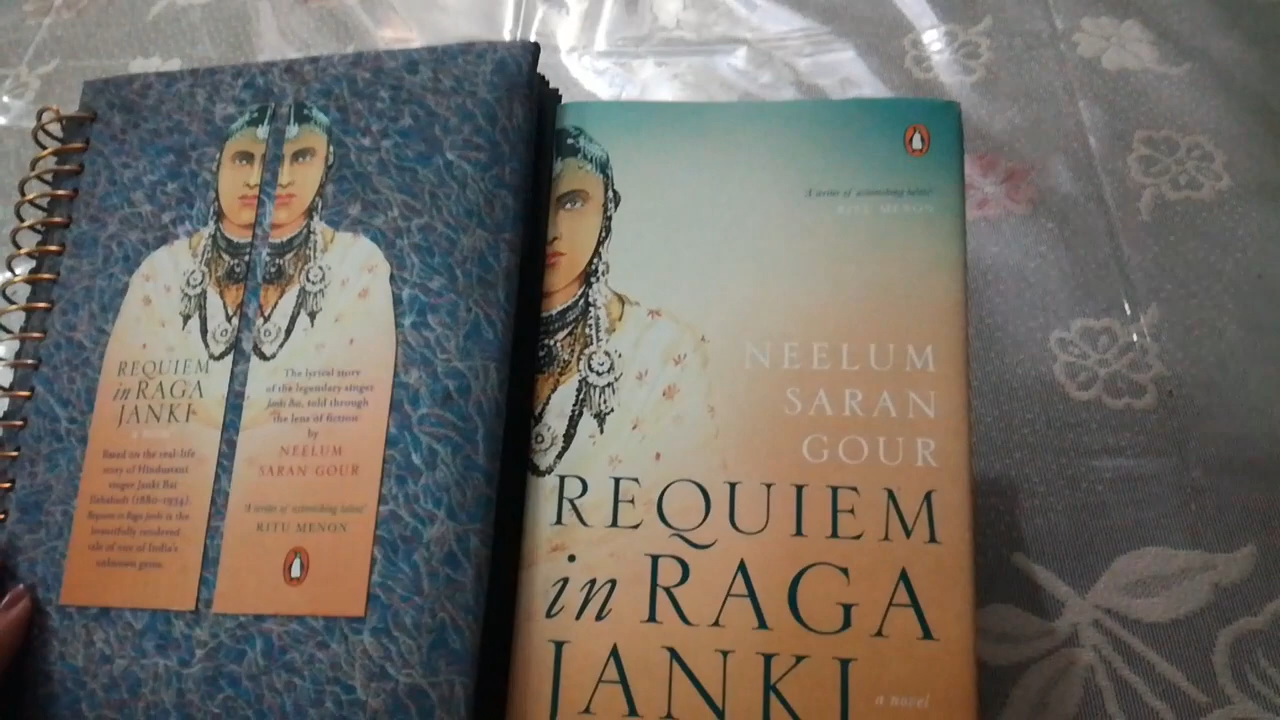 REQUIEM
in RAGA
JANKI
Based on the real-life
story of Hindustani
singer Janki Bai
Ilahabadi (1880–1934),
Requiem in Raga Janki is the
beautifully rendered
tale of one of India's
unknown gems.
The lyrical story
of the legendary singer
Janki Bai, told through
the lens of fiction
by
NEELUM
SARAN GOUR
'A writer of astonishing talent'
RITU MENON
'A writer of astonishing talent'
RITU MENON
NEELUM
SARAN
GOUR
REQUIEM
in RAGA
JANKI
a novel